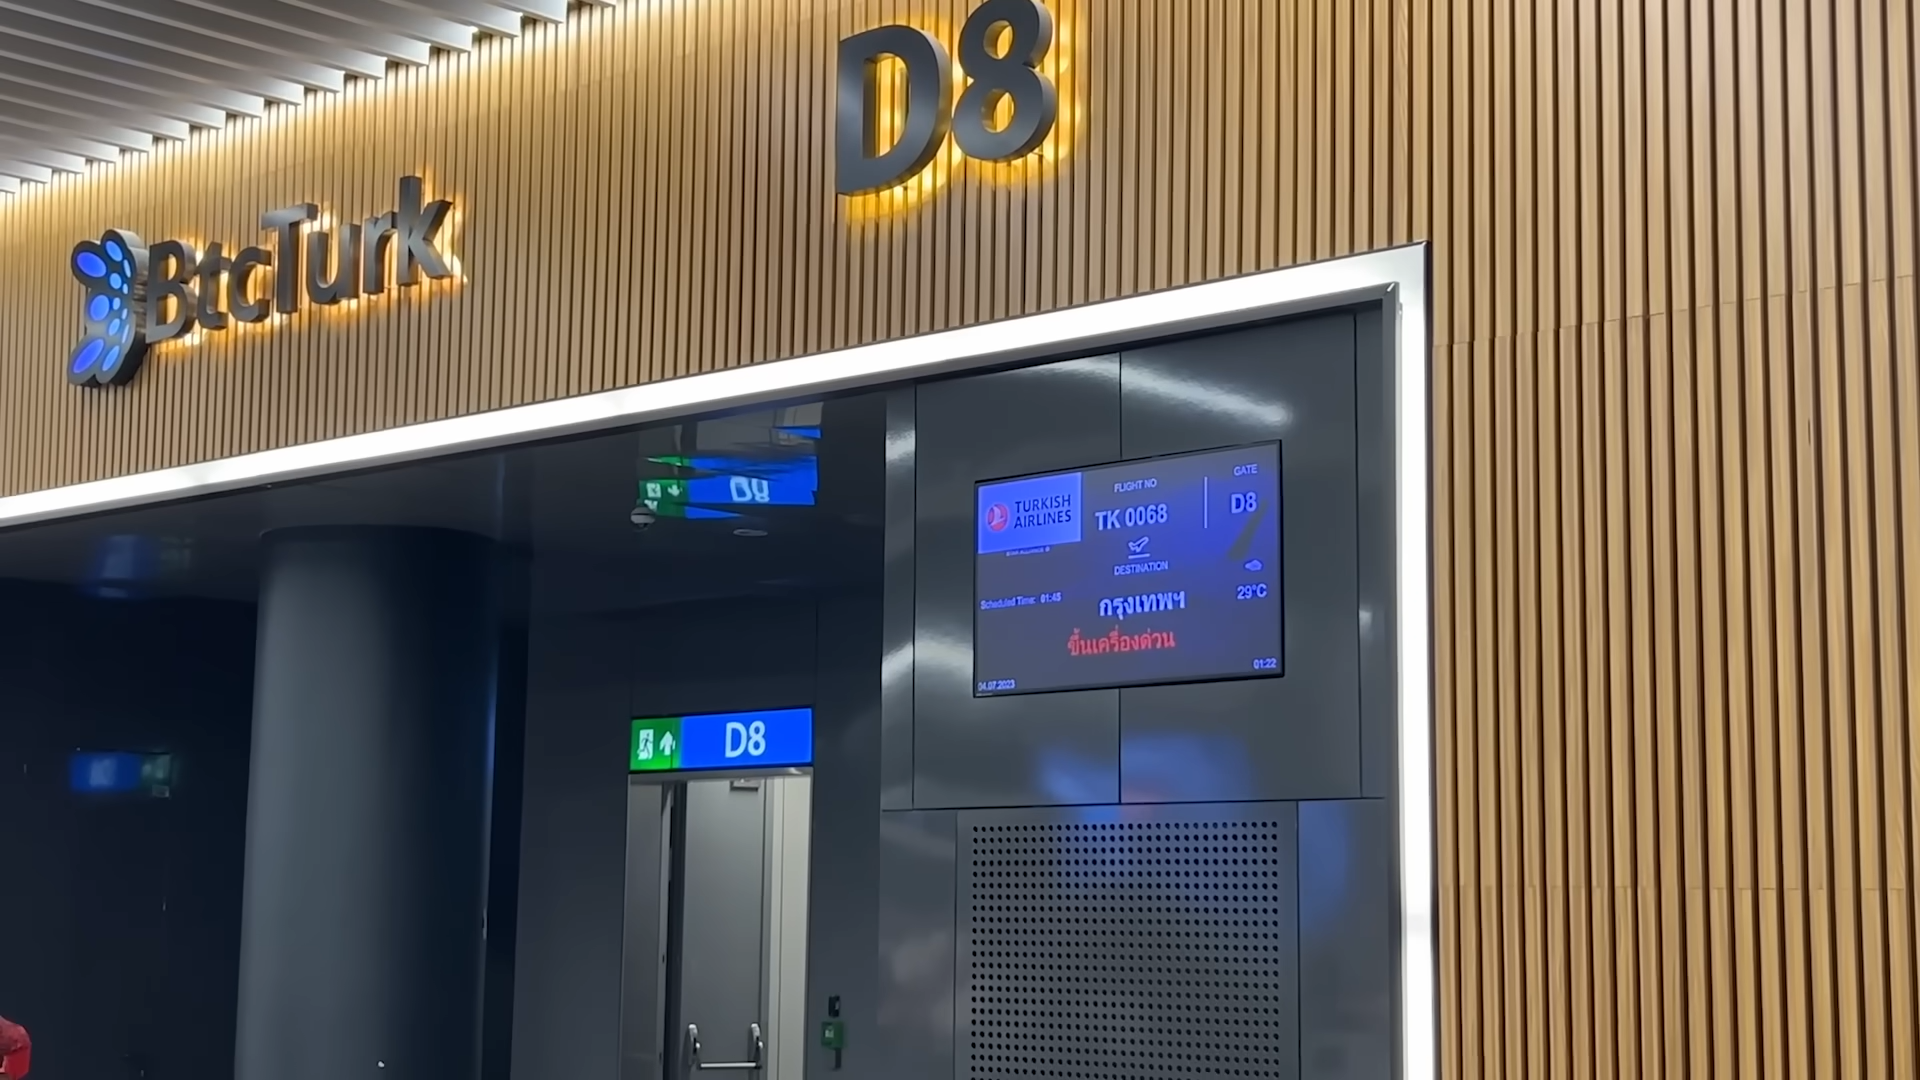 D8
BtcTurk
TURKISH
AIRLINES
FLIGHT NO
TK 0068
GATE
D8
DESTINATION
Scheduled Time: 01:45
กรุงเทพฯ
29°C
ขึ้นเครื่องด่วน
01:22
04.07.2023
D8